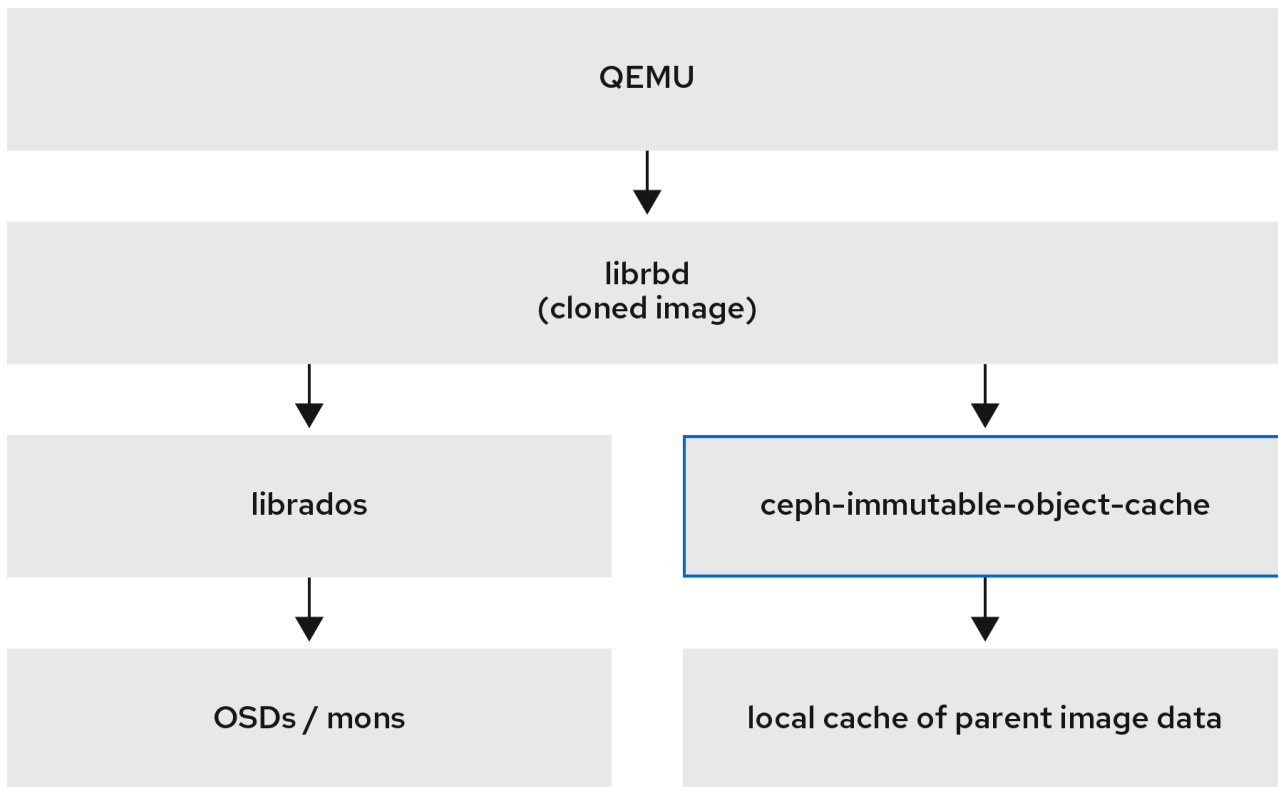 QEMU
librbd
(cloned image)
librados
ceph-immutable-object-cache
OSDs / mons
local cache of parent image data